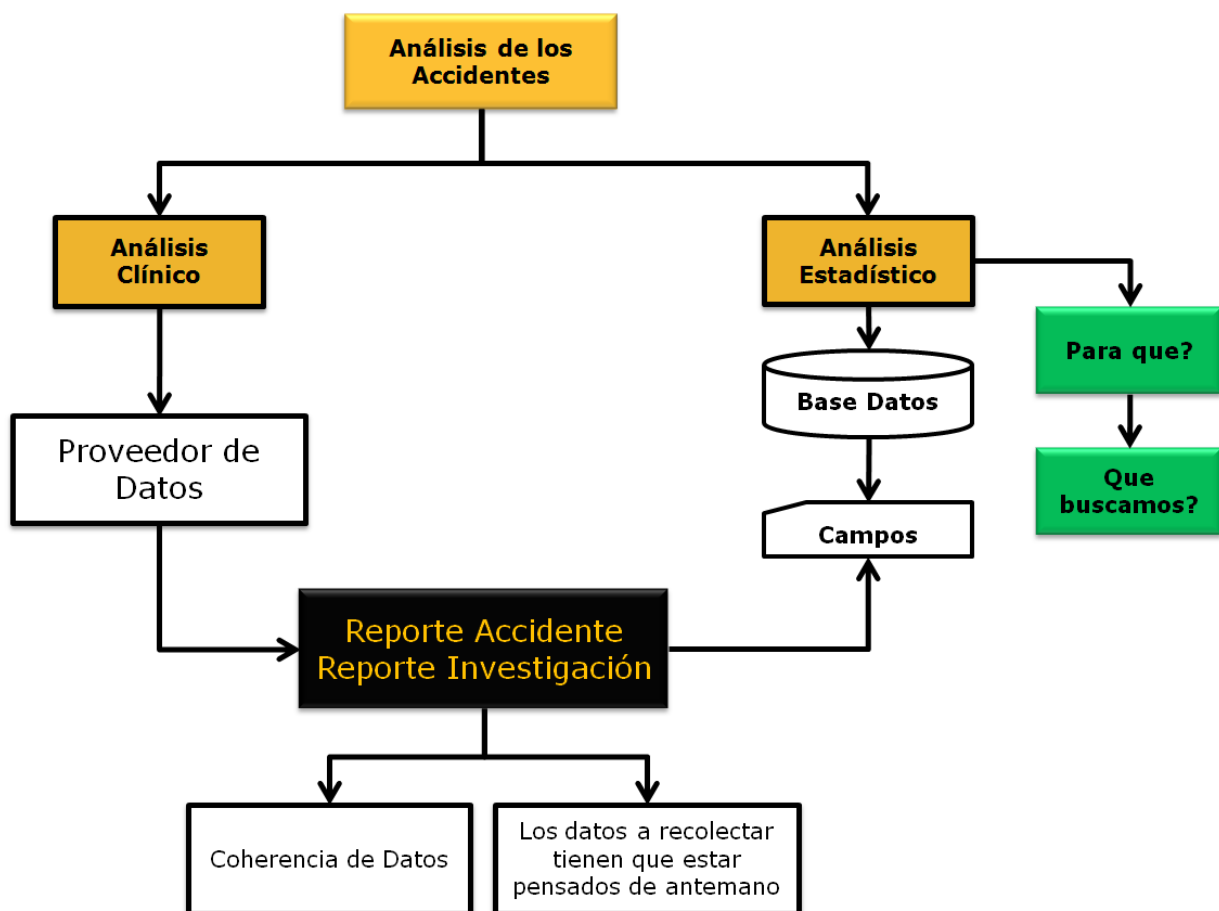 Análisis de los
Accidentes
Análisis
Clínico
Análisis
Estadístico
Para que?
Base Datos
Proveedor de
Datos
Que
buscamos?
Campos
Reporte Accidente
Reporte Investigación
Coherencia de Datos
Los datos a recolectar
tienen que estar
pensados de antemano